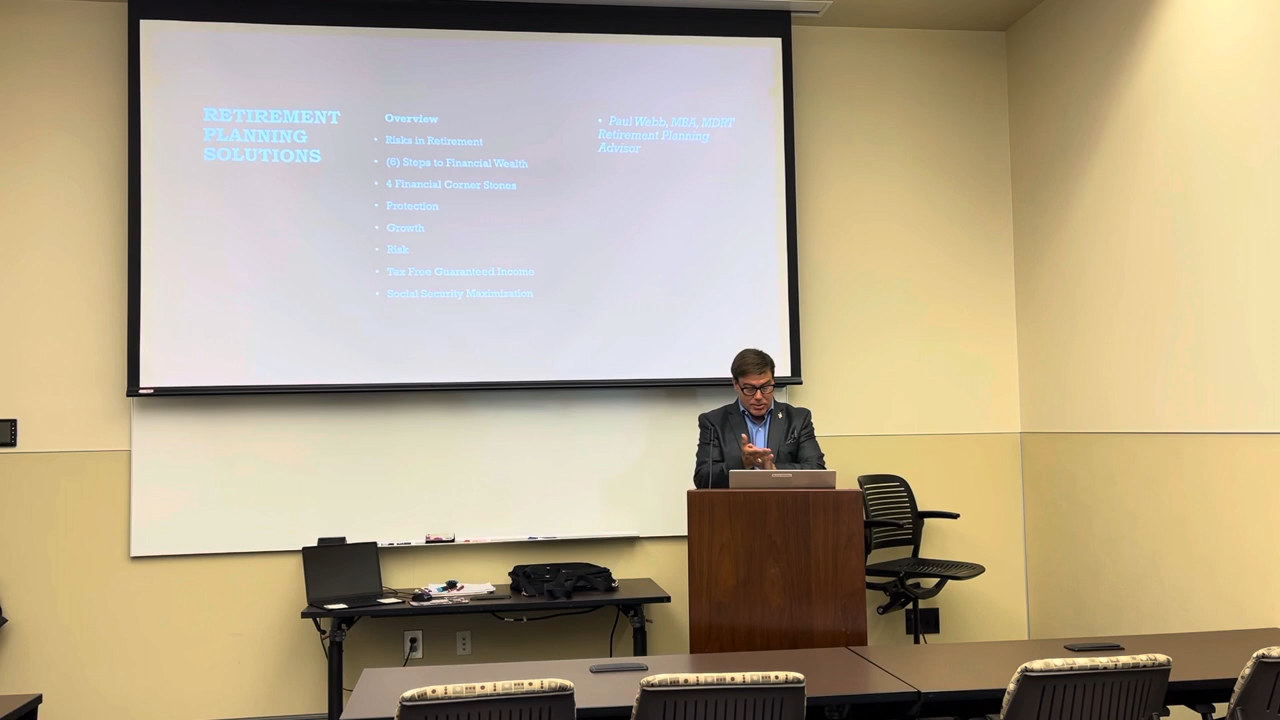 RETIREMENT
PLANNING
SOLUTIONS
Overview
• Risks in Retirement
• (6) Steps to Financial Wealth
• 4 Financial Corner Stones
• Protection
• Growth
• Risk
• Tax Free Guaranteed Income
• Social Security Maximization
• Paul Webb, MBA, MDRT
Retirement Planning
Advisor